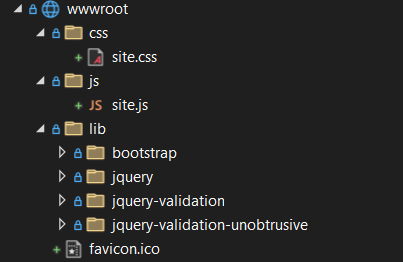 wwwroot
css
site.css
js
JS site.js
lib
bootstrap
jquery
jquery-validation
jquery-validation-unobtrusive
favicon.ico